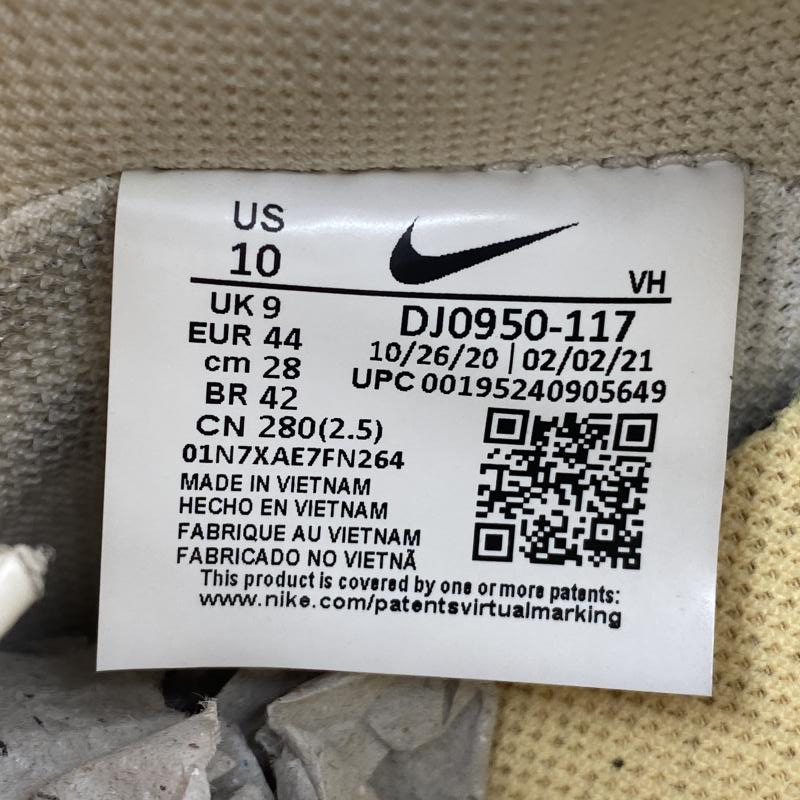 US
10
VH
UK 9
EUR 44
cm 28
BR 42
CN 280(2.5)
01N7XAE7FN264
DJ0950-117
10/26/20 | 02/02/21
UPC 00195240905649
MADE IN VIETNAM
HECHO EN VIETNAM
FABRIQUE AU VIETNAM
FABRICADO NO VIETNÃ
This product is covered by one or more patents:
www.nike.com/patentsvirtualmarking